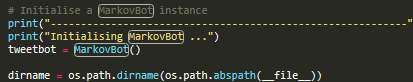 # Initialise a MarkovBot instance
print("------------------------------------------------------------")
print("Initialising MarkovBot ...")
tweetbot = MarkovBot()
dirname = os.path.dirname(os.path.abspath(__file__))